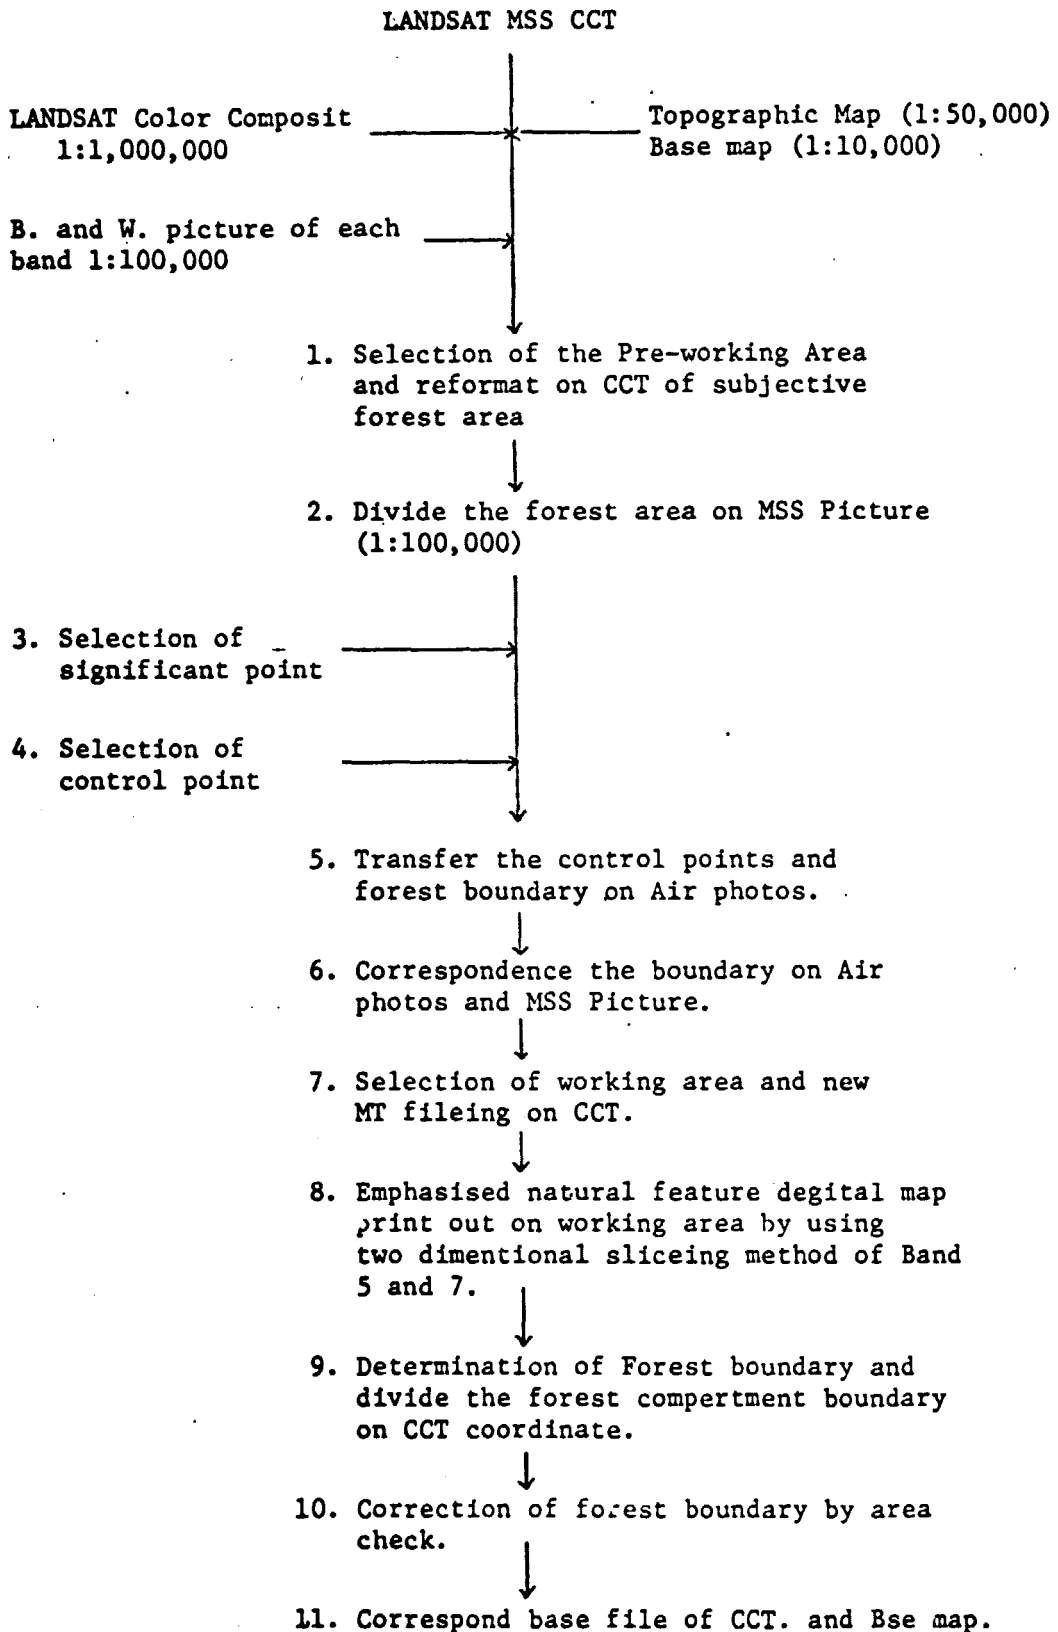 LANDSAT MSS CCT
LANDSAT Color Composit
1:1,000,000
Topographic Map (1:50,000)
Base map (1:10,000)
B. and W. picture of each
band 1:100,000
1. Selection of the Pre-working Area
and reformat on CCT of subjective
forest area
2. Divide the forest area on MSS Picture
(1:100,000)
3. Selection of
significant point
4. Selection of
control point
5. Transfer the control points and
forest boundary on Air photos.
6. Correspondence the boundary on Air
photos and MSS Picture.
7. Selection of working area and new
MT fileing on CCT.
8. Emphasised natural feature degital map
print out on working area by using
two dimentional sliceing method of Band
5 and 7.
9. Determination of Forest boundary and
divide the forest compertment boundary
on CCT coordinate.
10. Correction of forest boundary by area
check.
11. Correspond base file of CCT. and Bse map.